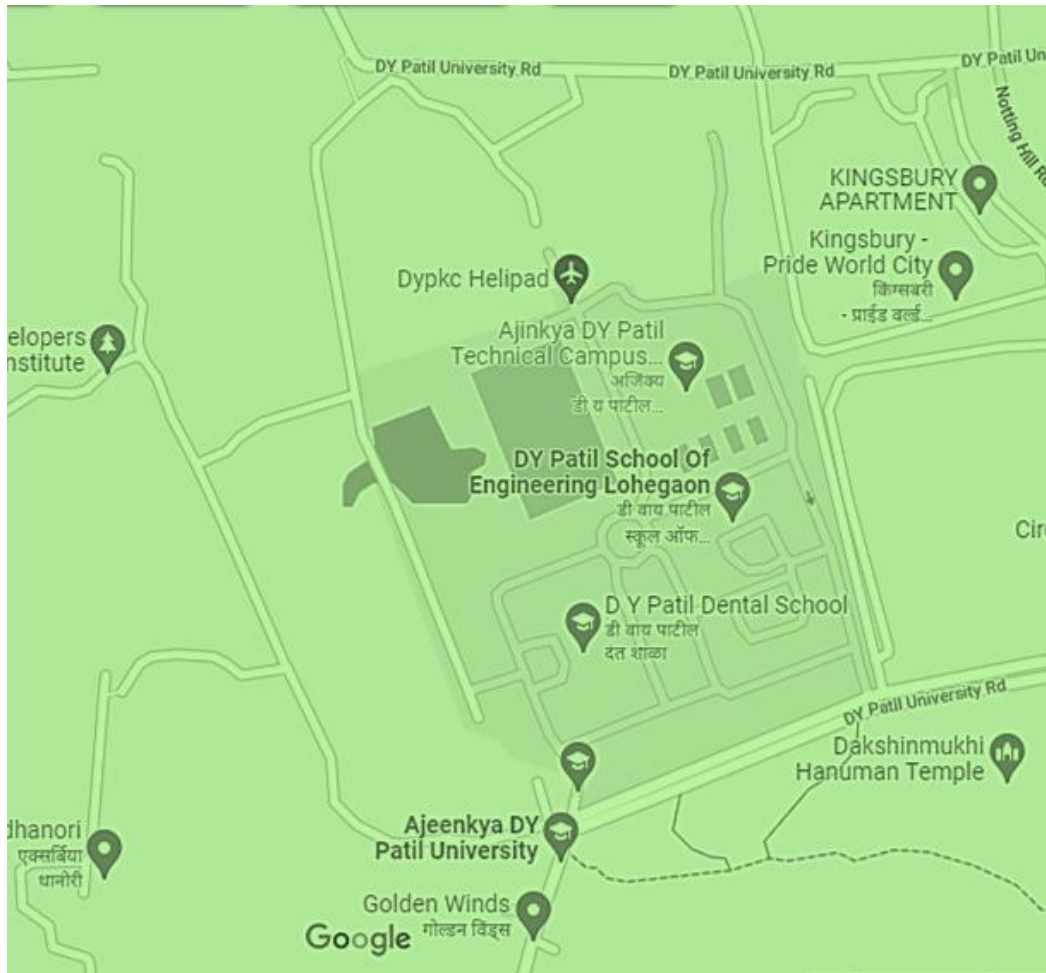 DY Patil University Rd
DY Patil University Rd
DY Patil Un
Notting Hill Rd
KINGSBURY
APARTMENT
Kingsbury -
Pride World City
किंग्सबरी
- प्राईड वर्ल्ड...
Dypkc Helipad
Ajinkya DY Patil
Technical Campus...
अजिंक्य
डी य पाटील...
elopers
nstitute
DY Patil School Of
Engineering Lohegaon
डी वाय पाटील
स्कूल ऑफ...
Cir
D Y Patil Dental School
डी वाय पाटील
दंत शाळा
DY Patil University Rd
Dakshinmukhi
Hanuman Temple
Ajeenkya DY
Patil University
dhanori
एक्सर्बिया
धानोरी
Golden Winds
गोल्डन विंड्स
Google